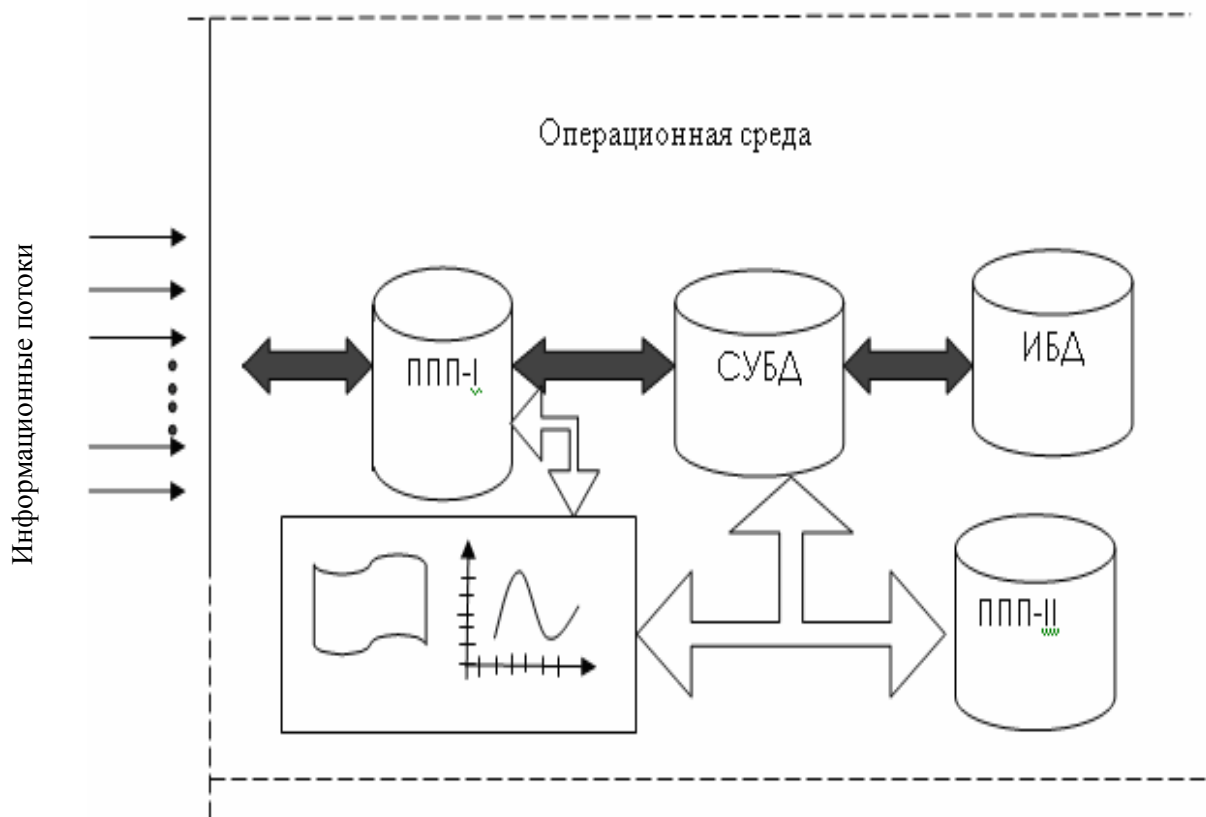 Информационные потоки
Операционная среда
ППП-I
СУБД
ИБД
ППП-II